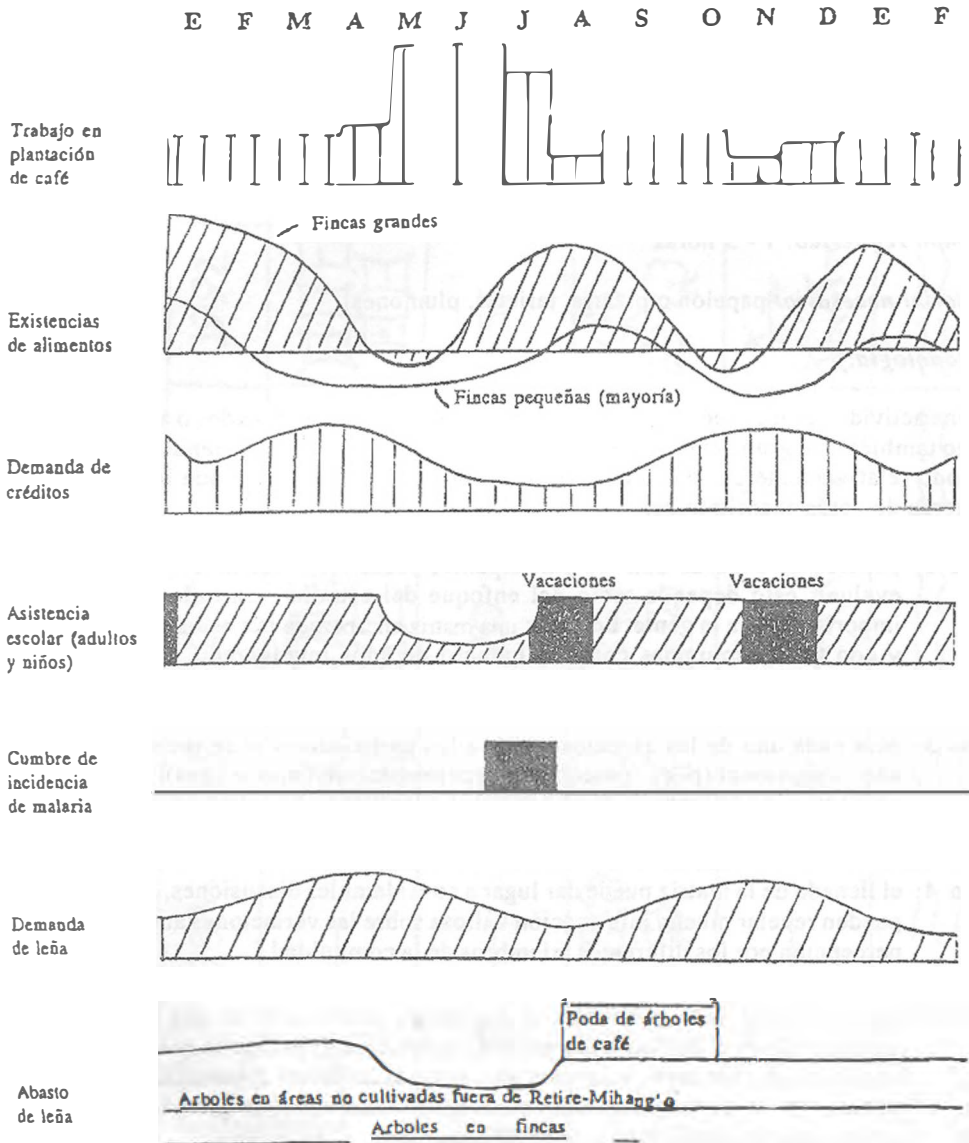 E F M A M J J A S O N D E F
Trabajo en
plantación
de café
Fincas grandes
Existencias
de alimentos
Fincas pequeñas (mayoría)
Demanda de
créditos
Vacaciones Vacaciones
Asistencia
escolar (adultos
y niños)
Cumbre de
incidencia
de malaria
Demanda
de leña
Poda de árboles
de café
Abasto
de leña
Arboles en áreas no cultivadas fuera de Retire-Mihang'o
Arboles en fincas